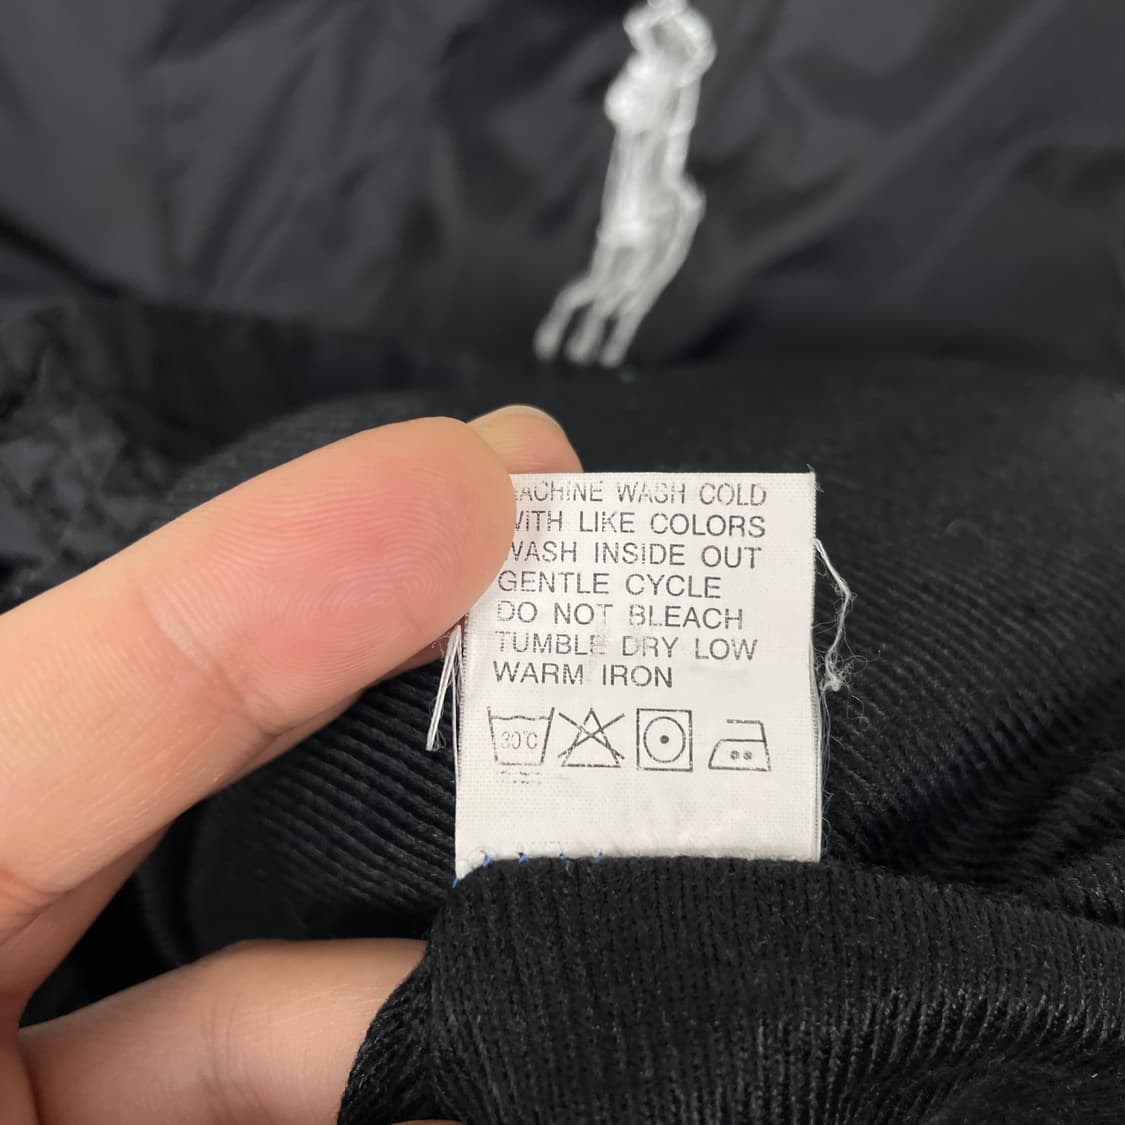 MACHINE WASH COLD
WITH LIKE COLORS
WASH INSIDE OUT
GENTLE CYCLE
DO NOT BLEACH
TUMBLE DRY LOW
WARM IRON
30°C